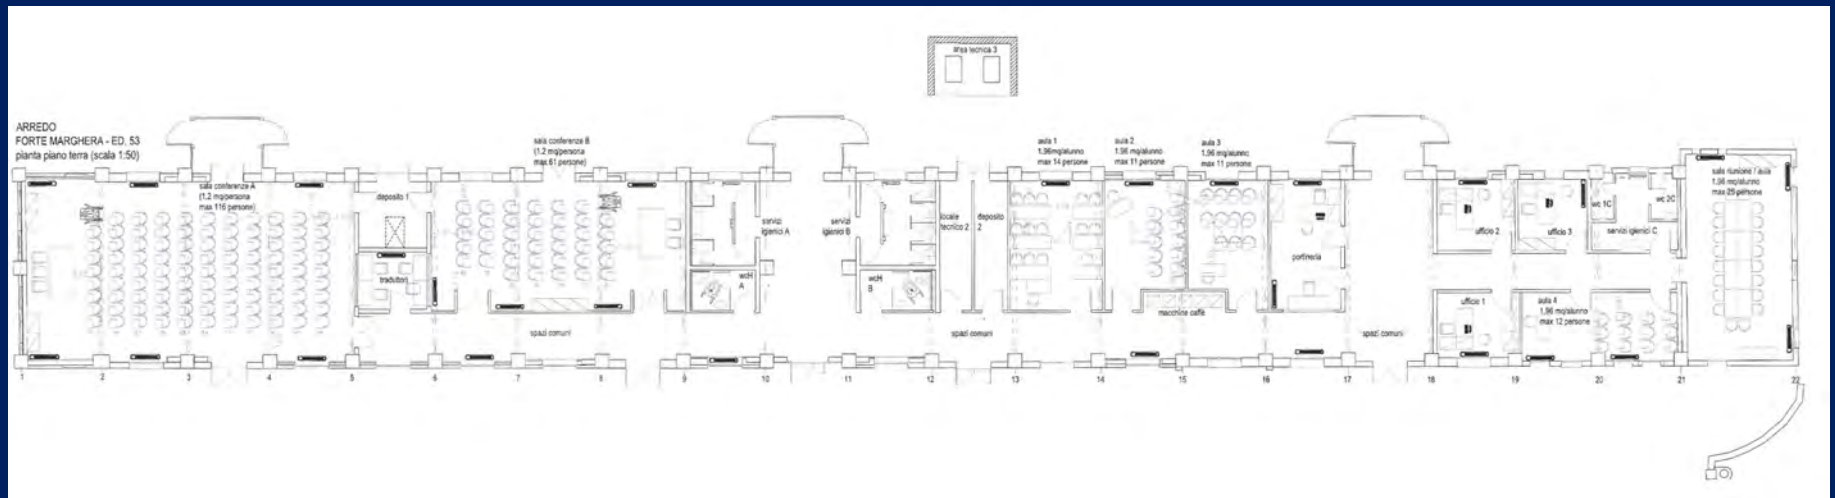 area tecnica 3
ARREDO
FORTE MARGHERA - ED. 53
pianta piano terra (scala 1:50)
sala conferenze A
(1.2 mq/persona
max 116 persone)
deposito 1
traduttori
sala conferenze B
(1.2 mq/persona
max 61 persone)
servizi
igienici A
wcH
A
servizi
igienici B
wcH
B
locale
tecnico 2
deposito
2
aula 1
1,96mq/alunno
max 14 persone
aula 2
1,96 mq/alunno
max 11 persone
aula 3
1,96 mq/alunno
max 11 persone
macchine caffè
portineria
ufficio 2
ufficio 3
wc 1C
wc 2C
servizi igienici C
ufficio 1
aula 4
1,96 mq/alunno
max 12 persone
sala riunione / aula
1,96 mq/alunno
max 25 persone
spazi comuni
spazi comuni
spazi comuni
1 2 3 4 5 6 7 8 9 10 11 12 13 14 15 16 17 18 19 20 21 22